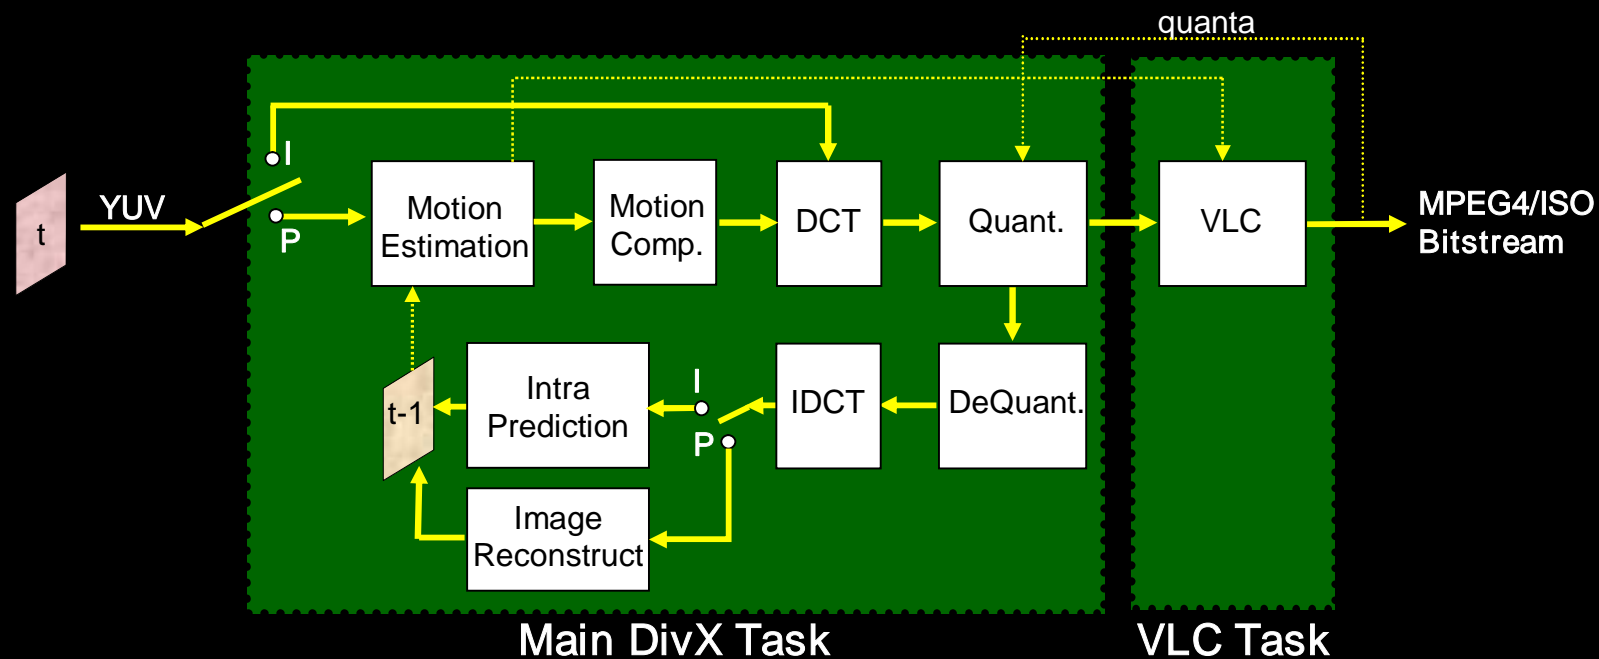 quanta
I
YUV
t
P
Motion
Estimation
Motion
Comp.
DCT
Quant.
VLC
MPEG4/ISO
Bitstream
t-1
Intra
Prediction
I
P
IDCT
DeQuant.
Image
Reconstruct
Main DivX Task
VLC Task